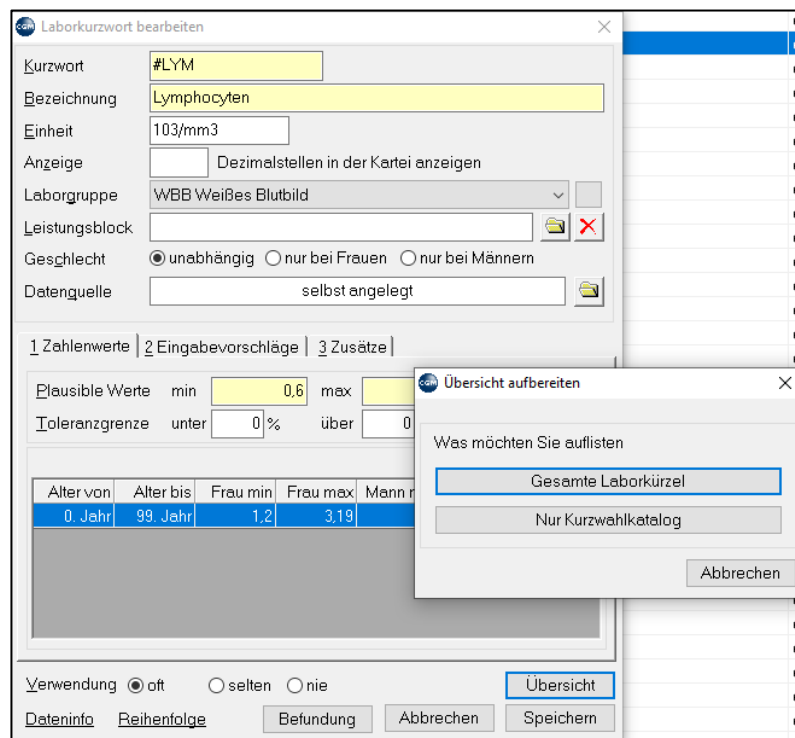 CGM Laborkurzwort bearbeiten
Kurzwort #LYM
Bezeichnung Lymphocyten
Einheit 103/mm3
Anzeige Dezimalstellen in der Kartei anzeigen
Laborgruppe WBB Weißes Blutbild
Leistungsblock
Geschlecht unabhängig nur bei Frauen nur bei Männern
Datenquelle selbst angelegt
1 Zahlenwerte 2 Eingabevorschläge 3 Zusätze
Plausible Werte min 0,6 max
Toleranzgrenze unter 0 % über 0
Alter von Alter bis Frau min Frau max Mann
0. Jahr 99. Jahr 1,2 3,19
CGM Übersicht aufbereiten
Was möchten Sie auflisten
Gesamte Laborkürzel
Nur Kurzwahlkatalog
Abbrechen
Verwendung oft selten nie Übersicht
Dateninfo Reihenfolge Befundung Abbrechen Speichern